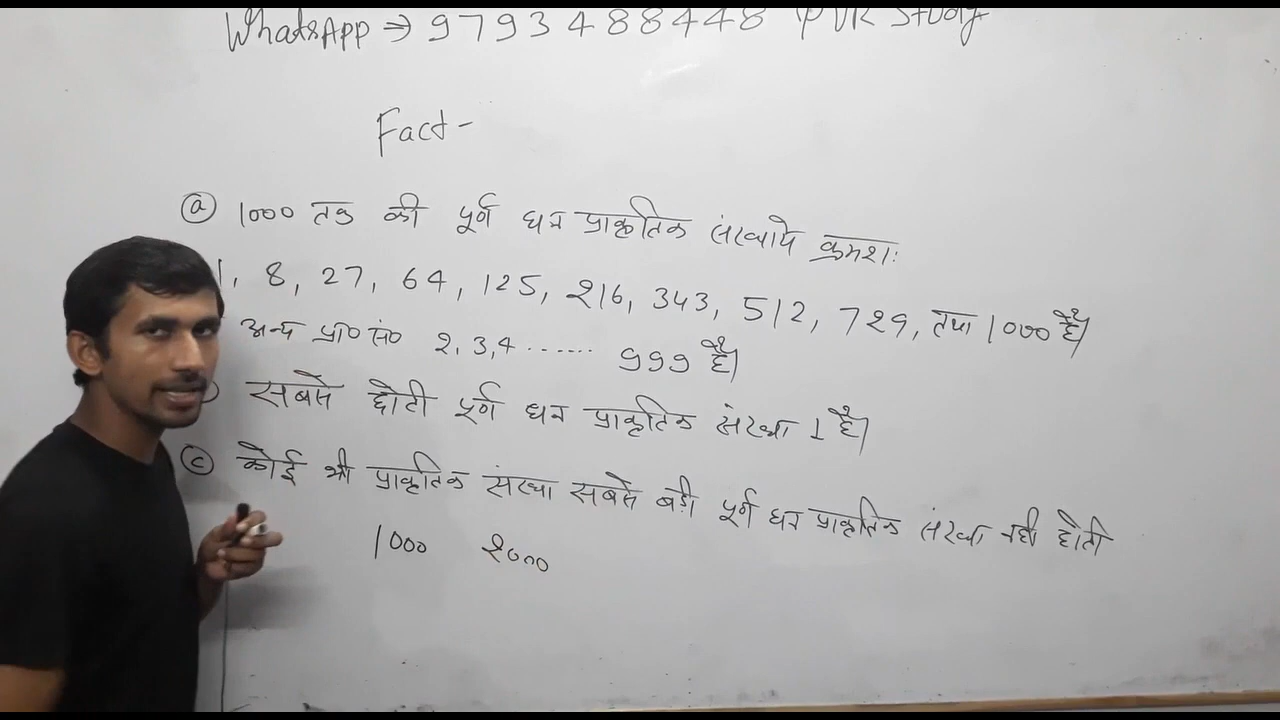 WhatsApp ⇒ 9793488448 PVR Study
Fact -
ⓐ 1000 तक की पूर्ण घन प्राकृतिक संख्याये क्रमशः
1, 8, 27, 64, 125, 216, 343, 512, 729, तथा 1000 है।
अन्य प्रा० सं० 2, 3, 4 ...... 999 है।
सबसे छोटी पूर्ण घन प्राकृतिक संख्या 1 है।
ⓒ कोई भी प्राकृतिक संख्या सबसे बड़ी पूर्ण घन प्राकृतिक संख्या नही होती
1000 2000